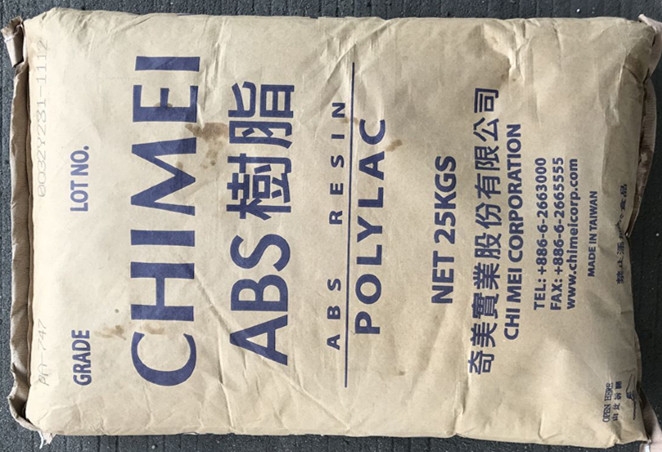 PA-747
GRADE
LOT NO.
CHIMEI
ABS 樹脂
ABS RESIN
POLYLAC
NET 25KGS
奇美實業股份有限公司
CHI MEI CORPORATION
TEL: +886-6-2663000
FAX: +886-6-2665555
www.chimeicorp.com
MADE IN TAIWAN